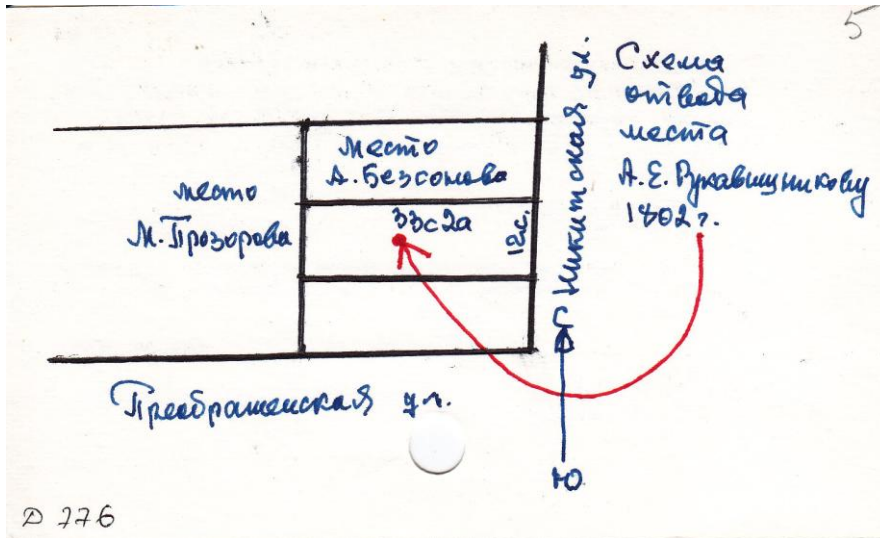 5
Схема
отвода
места
А.Е. Рукавишникову
1802 г.
Никитская ул.
место
А. Безсонова
место
М. Прозорова
33с2а
12с.
Преображенская ул.
Ю
Д 776